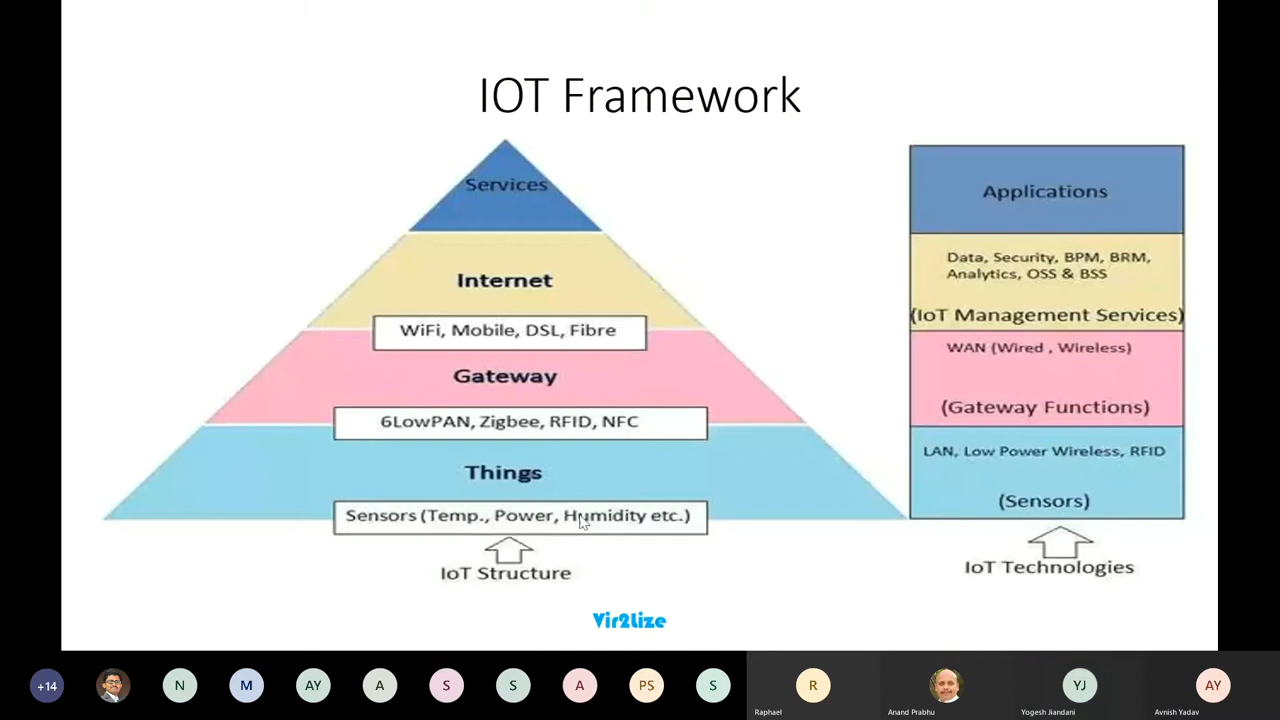 IOT Framework
Services
Internet
WiFi, Mobile, DSL, Fibre
Gateway
6LowPAN, Zigbee, RFID, NFC
Things
Sensors (Temp., Power, Humidity etc.)
IoT Structure
Applications
Data, Security, BPM, BRM,
Analytics, OSS & BSS
(IoT Management Services)
WAN (Wired , Wireless)
(Gateway Functions)
LAN, Low Power Wireless, RFID
(Sensors)
IoT Technologies
Vir2Lize
+14
N
M
AY
A
S
S
A
PS
S
R
Raphael
Anand Prabhu
YJ
Yogesh Jiandani
AY
Avnish Yadav